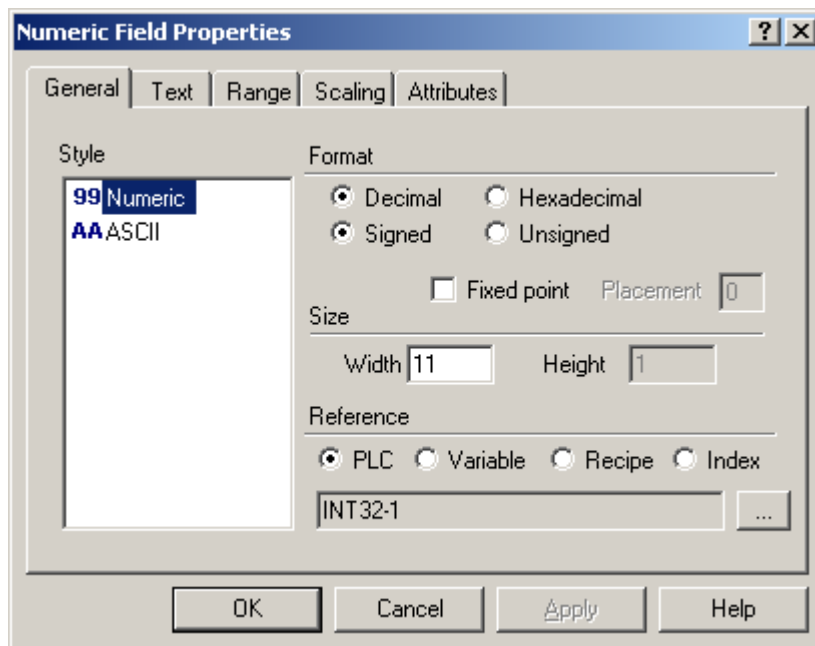 Numeric Field Properties
General Text Range Scaling Attributes
Style
99 Numeric
AA ASCII
Format
Decimal Hexadecimal
Signed Unsigned
Fixed point Placement 0
Size
Width 11 Height 1
Reference
PLC Variable Recipe Index
INT32-1 ...
OK Cancel Apply Help